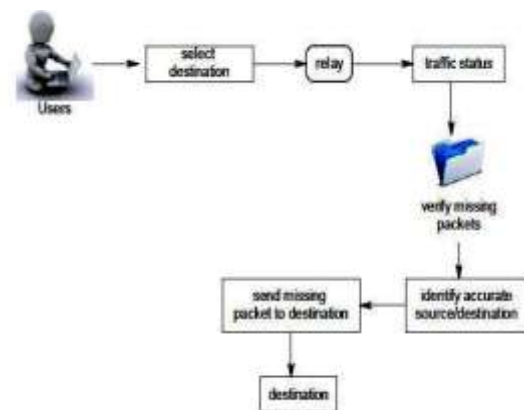 Users
select
destination
relay
traffic status
verify missing
packets
identify accurate
source/destination
send missing
packet to destination
destination